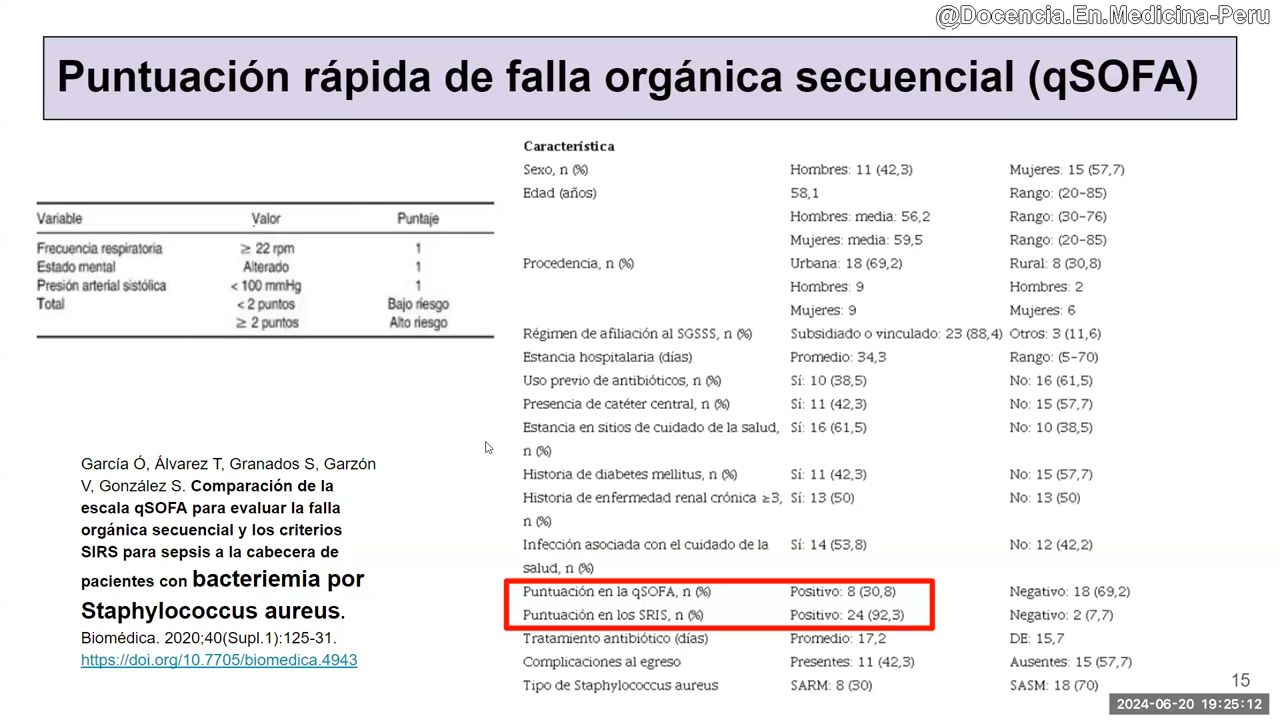 @Docencia.En.Medicina-Peru
Puntuación rápida de falla orgánica secuencial (qSOFA)
Variable Valor Puntaje
Frecuencia respiratoria ≥ 22 rpm 1
Estado mental Alterado 1
Presión arterial sistólica < 100 mmHg 1
Total < 2 puntos Bajo riesgo
≥ 2 puntos Alto riesgo
García Ó, Álvarez T, Granados S, Garzón
V, González S. Comparación de la
escala qSOFA para evaluar la falla
orgánica secuencial y los criterios
SIRS para sepsis a la cabecera de
pacientes con bacteriemia por
Staphylococcus aureus.
Biomédica. 2020;40(Supl.1):125-31.
https://doi.org/10.7705/biomedica.4943
Característica
Sexo, n (%) Hombres: 11 (42,3) Mujeres: 15 (57,7)
Edad (años) 58,1 Rango: (20–85)
Hombres: media: 56,2 Rango: (30–76)
Mujeres: media: 59,5 Rango: (20–85)
Procedencia, n (%) Urbana: 18 (69,2) Rural: 8 (30,8)
Hombres: 9 Hombres: 2
Mujeres: 9 Mujeres: 6
Régimen de afiliación al SGSSS, n (%) Subsidiado o vinculado: 23 (88,4) Otros: 3 (11,6)
Estancia hospitalaria (días) Promedio: 34,3 Rango: (5–70)
Uso previo de antibióticos, n (%) Sí: 10 (38,5) No: 16 (61,5)
Presencia de catéter central, n (%) Sí: 11 (42,3) No: 15 (57,7)
Estancia en sitios de cuidado de la salud, Sí: 16 (61,5) No: 10 (38,5)
n (%)
Historia de diabetes mellitus, n (%) Sí: 11 (42,3) No: 15 (57,7)
Historia de enfermedad renal crónica ≥3, Sí: 13 (50) No: 13 (50)
n (%)
Infección asociada con el cuidado de la Sí: 14 (53,8) No: 12 (42,2)
salud, n (%)
Puntuación en la qSOFA, n (%) Positivo: 8 (30,8) Negativo: 18 (69,2)
Puntuación en los SRIS, n (%) Positivo: 24 (92,3) Negativo: 2 (7,7)
Tratamiento antibiótico (días) Promedio: 17,2 DE: 15,7
Complicaciones al egreso Presentes: 11 (42,3) Ausentes: 15 (57,7)
Tipo de Staphylococcus aureus SARM: 8 (30) SASM: 18 (70)
15
2024-06-20 19:25:12